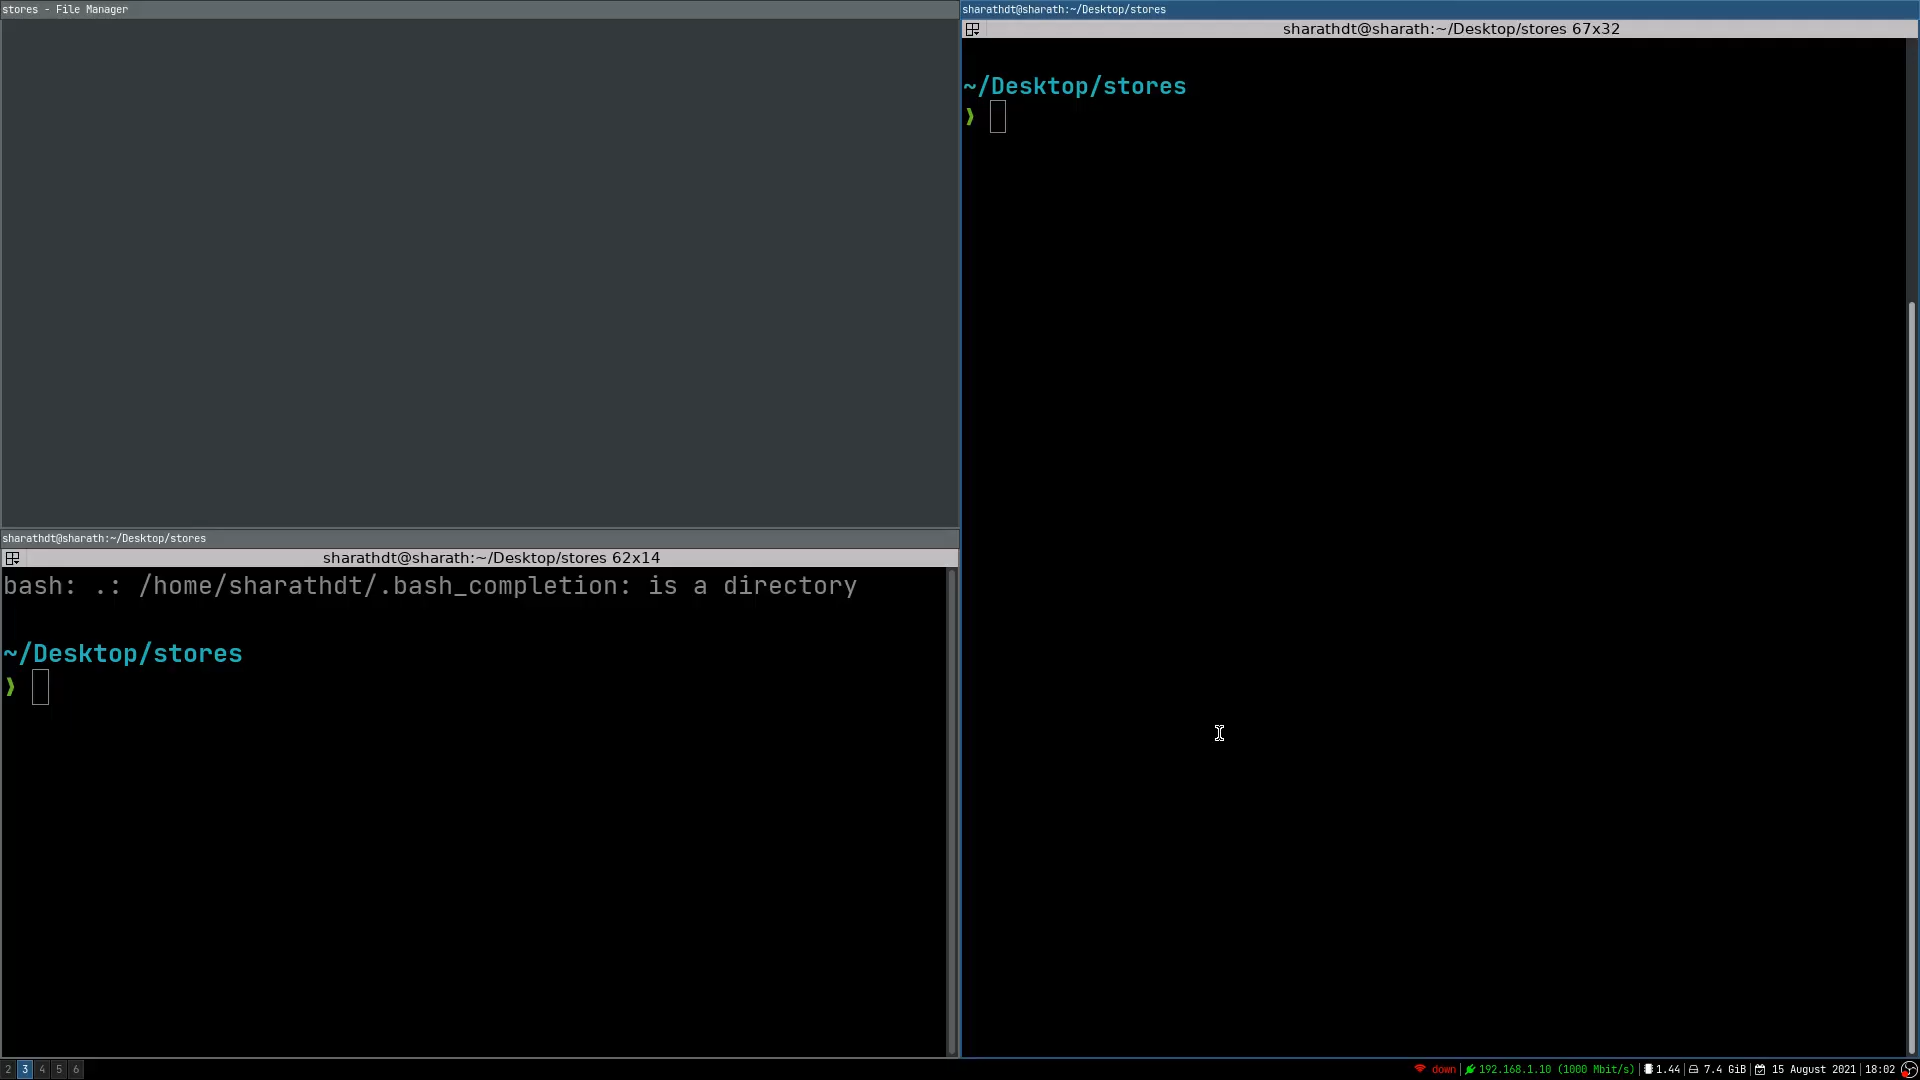 stores - File Manager
sharathdt@sharath:~/Desktop/stores
sharathdt@sharath:~/Desktop/stores 67x32
~/Desktop/stores
❯
sharathdt@sharath:~/Desktop/stores
sharathdt@sharath:~/Desktop/stores 62x14
bash: .: /home/sharathdt/.bash_completion: is a directory
~/Desktop/stores
❯
2 3 4 5 6
down 192.168.1.10 (1000 Mbit/s) 1.44 7.4 GiB 15 August 2021 18:02